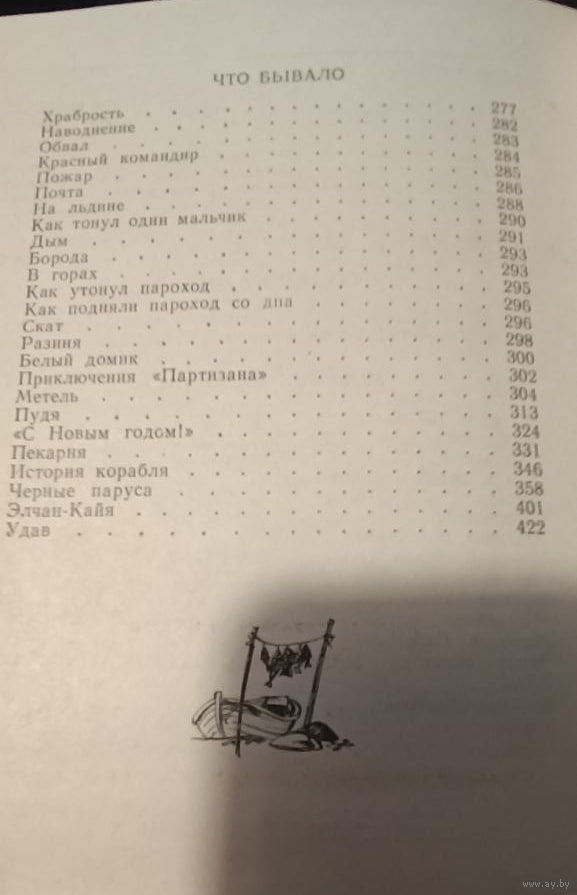 ЧТО БЫВАЛО
Храбрость . . . . . . . . . . . . . . . 277
Наводнение . . . . . . . . . . . . . . 282
Обвал . . . . . . . . . . . . . . . . 283
Красный командир . . . . . . . . . . . 284
Пожар . . . . . . . . . . . . . . . . 285
Почта . . . . . . . . . . . . . . . . 286
На льдине . . . . . . . . . . . . . . 288
Как тонул один мальчик . . . . . . . . 290
Дым . . . . . . . . . . . . . . . . . 291
Борода . . . . . . . . . . . . . . . . 293
В горах . . . . . . . . . . . . . . . 293
Как утонул пароход . . . . . . . . . . 295
Как подняли пароход со дна . . . . . . 296
Скат . . . . . . . . . . . . . . . . . 296
Разиня . . . . . . . . . . . . . . . . 298
Белый домик . . . . . . . . . . . . . 300
Приключения «Партизана» . . . . . . . . 302
Метель . . . . . . . . . . . . . . . . 304
Пудя . . . . . . . . . . . . . . . . . 313
«С Новым годом!» . . . . . . . . . . . 324
Пекарня . . . . . . . . . . . . . . . 331
История корабля . . . . . . . . . . . . 346
Черные паруса . . . . . . . . . . . . . 358
Элчан-Кайя . . . . . . . . . . . . . . 401
Удав . . . . . . . . . . . . . . . . . 422
www.ay.by